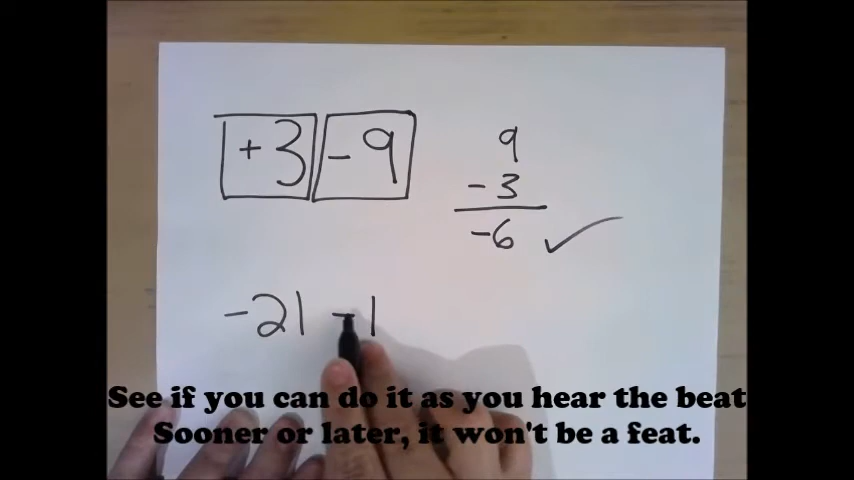 +3 -9
9
-3
-6
-21 -1
See if you can do it as you hear the beat
Sooner or later, it won't be a feat.